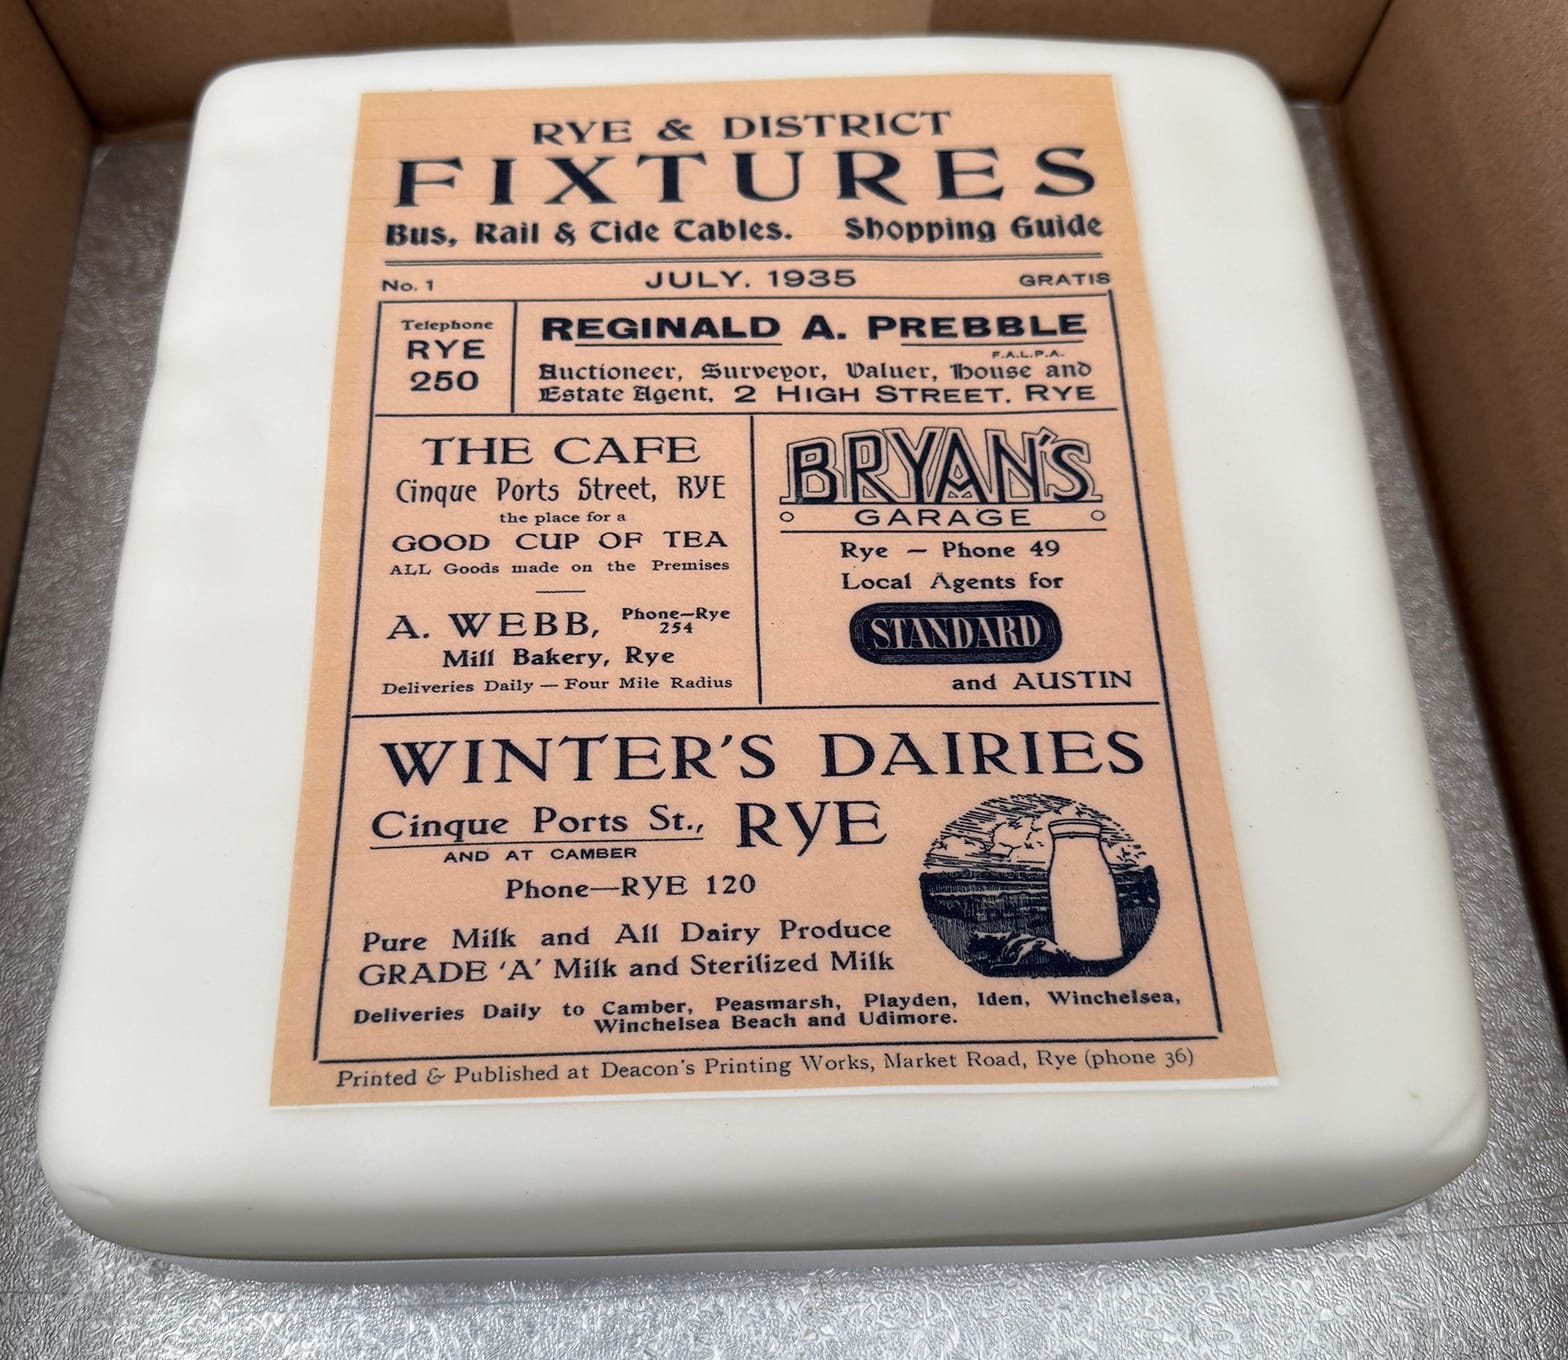 RYE & DISTRICT
FIXTURES
Bus, Rail & Tide Tables. Shopping Guide
No. 1 JULY. 1935 GRATIS
Telephone
RYE
250
REGINALD A. PREBBLE
F.A.L.P.A.
Auctioneer, Surveyor, Valuer, House and
Estate Agent, 2 HIGH STREET, RYE
THE CAFE
Cinque Ports Street, RYE
the place for a
GOOD CUP OF TEA
ALL Goods made on the Premises
A. WEBB, Phone—Rye
254
Mill Bakery, Rye
Deliveries Daily — Four Mile Radius
BRYAN'S
GARAGE
Rye — Phone 49
Local Agents for
STANDARD
and AUSTIN
WINTER'S DAIRIES
Cinque Ports St., RYE
AND AT CAMBER
Phone—RYE 120
Pure Milk and All Dairy Produce
GRADE 'A' Milk and Sterilized Milk
Deliveries Daily to Camber, Peasmarsh, Playden, Iden, Winchelsea,
Winchelsea Beach and Udimore.
Printed & Published at Deacon's Printing Works, Market Road, Rye (phone 36)